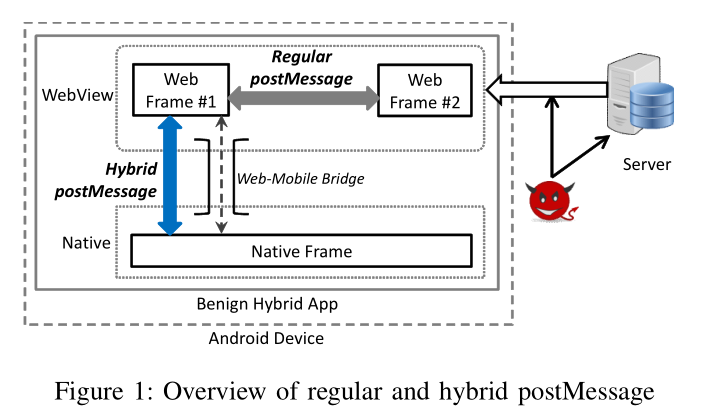 Regular
postMessage
Web
Frame #1
Web
Frame #2
WebView
Server
Hybrid
postMessage
Web-Mobile Bridge
Native
Native Frame
Benign Hybrid App
Android Device
Figure 1: Overview of regular and hybrid postMessage